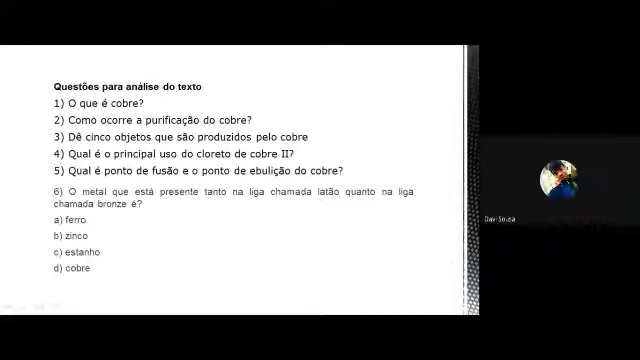 Questões para análise do texto
1) O que é cobre?
2) Como ocorre a purificação do cobre?
3) Dê cinco objetos que são produzidos pelo cobre
4) Qual é o principal uso do cloreto de cobre II?
5) Qual é ponto de fusão e o ponto de ebulição do cobre?
6) O metal que está presente tanto na liga chamada latão quanto na liga
chamada bronze é?
a) ferro
b) zinco
c) estanho
d) cobre
Davi Sousa